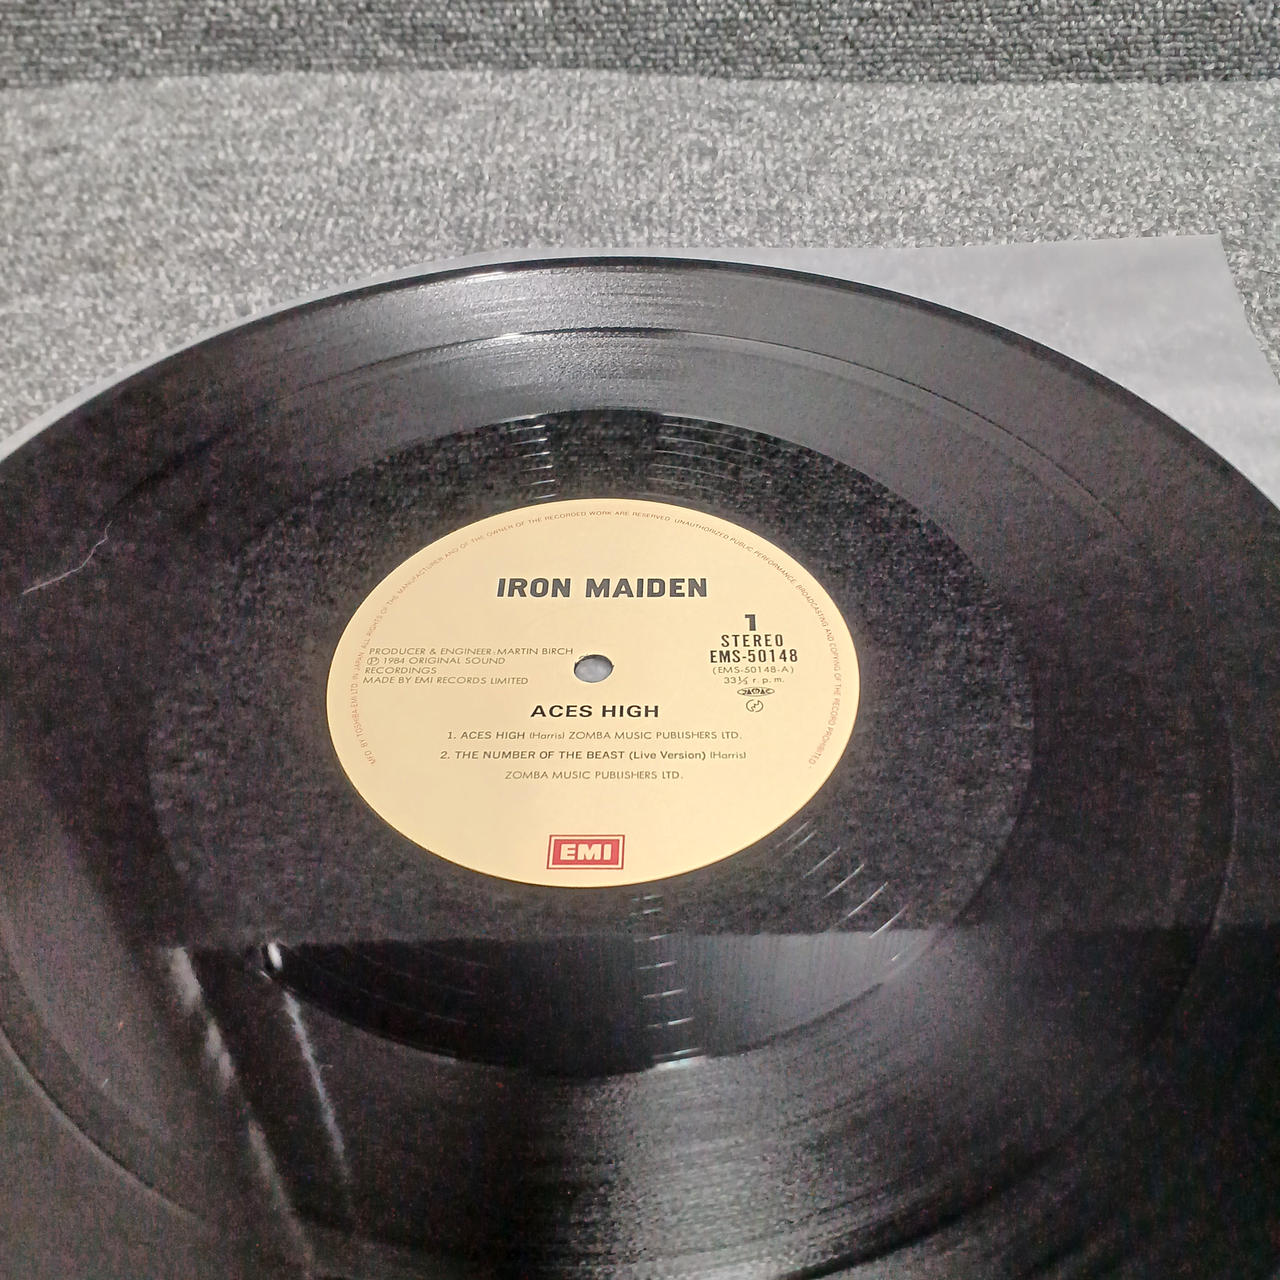 MFD. BY TOSHIBA-EMI LTD. IN JAPAN. ALL RIGHTS OF THE MANUFACTURER AND OF THE OWNER OF THE RECORDED WORK ARE RESERVED. UNAUTHORIZED PUBLIC PERFORMANCE, BROADCASTING AND COPYING OF THE RECORD PROHIBITED.
IRON MAIDEN
1
STEREO
EMS-50148
(EMS-50148-A)
33⅓ r.p.m.
JASRAC
PRODUCER & ENGINEER: MARTIN BIRCH
Ⓟ 1984 ORIGINAL SOUND
RECORDINGS
MADE BY EMI RECORDS LIMITED
ACES HIGH
1. ACES HIGH (Harris) ZOMBA MUSIC PUBLISHERS LTD.
2. THE NUMBER OF THE BEAST (Live Version) (Harris)
ZOMBA MUSIC PUBLISHERS LTD.
EMI